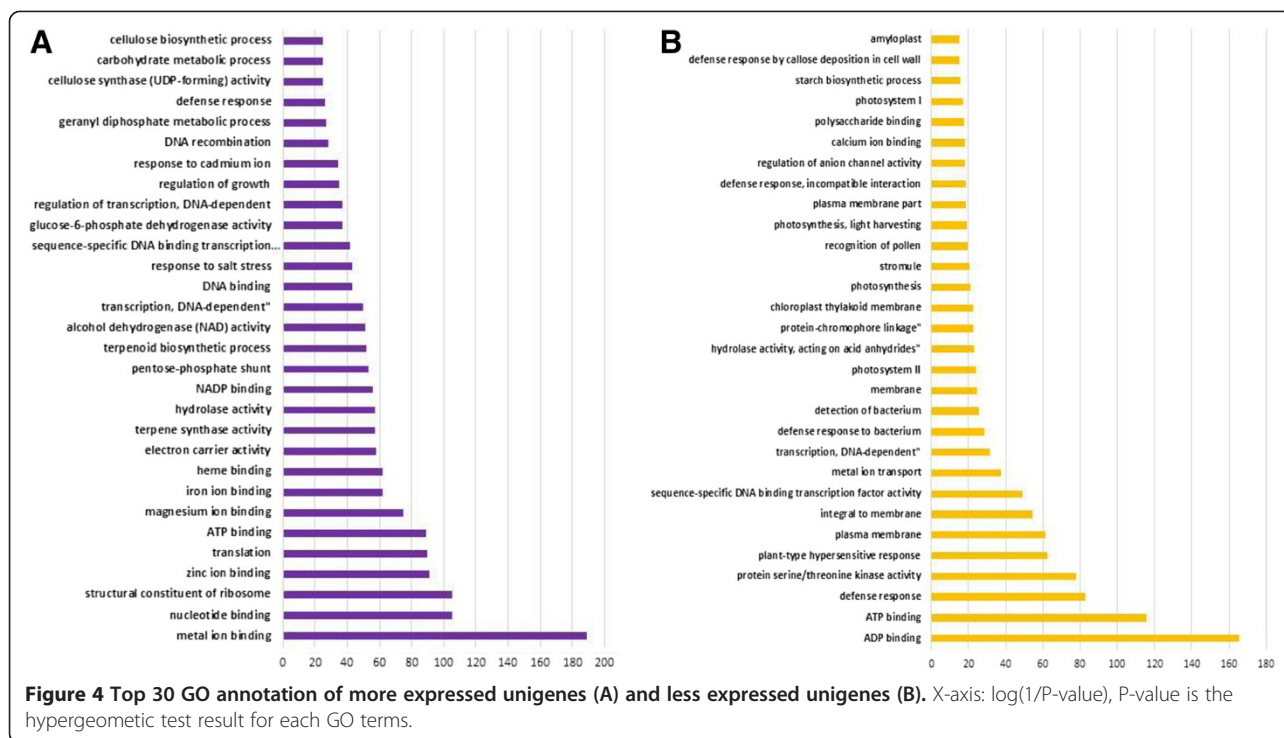 A
cellulose biosynthetic process
carbohydrate metabolic process
cellulose synthase (UDP-forming) activity
defense response
geranyl diphosphate metabolic process
DNA recombination
response to cadmium ion
regulation of growth
regulation of transcription, DNA-dependent
glucose-6-phosphate dehydrogenase activity
sequence-specific DNA binding transcription...
response to salt stress
DNA binding
transcription, DNA-dependent"
alcohol dehydrogenase (NAD) activity
terpenoid biosynthetic process
pentose-phosphate shunt
NADP binding
hydrolase activity
terpene synthase activity
electron carrier activity
heme binding
iron ion binding
magnesium ion binding
ATP binding
translation
zinc ion binding
structural constituent of ribosome
nucleotide binding
metal ion binding
0 20 40 60 80 100 120 140 160 180 200
B
amyloplast
defense response by callose deposition in cell wall
starch biosynthetic process
photosystem I
polysaccharide binding
calcium ion binding
regulation of anion channel activity
defense response, incompatible interaction
plasma membrane part
photosynthesis, light harvesting
recognition of pollen
stromule
photosynthesis
chloroplast thylakoid membrane
protein-chromophore linkage"
hydrolase activity, acting on acid anhydrides"
photosystem II
membrane
detection of bacterium
defense response to bacterium
transcription, DNA-dependent"
metal ion transport
sequence-specific DNA binding transcription factor activity
integral to membrane
plasma membrane
plant-type hypersensitive response
protein serine/threonine kinase activity
defense response
ATP binding
ADP binding
0 20 40 60 80 100 120 140 160 180
Figure 4 Top 30 GO annotation of more expressed unigenes (A) and less expressed unigenes (B). X-axis: log(1/P-value), P-value is the
hypergeometic test result for each GO terms.